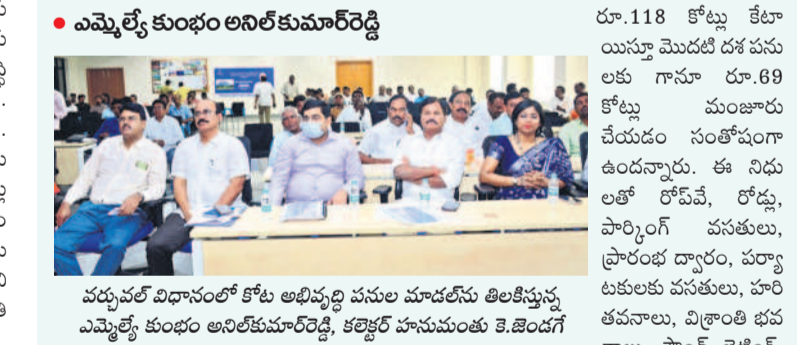 ● ఎమ్మెల్యే కుంభం అనిల్‌కుమార్‌రెడ్డి
వర్చువల్ విధానంలో కోట అభివృద్ధి పనుల మాడల్‌ను తిలకిస్తున్న
ఎమ్మెల్యే కుంభం అనిల్‌కుమార్‌రెడ్డి, కలెక్టర్ హనుమంతు కె.జెండగే
రూ.118 కోట్లు కేటా
యిస్తూ మొదటి దశ పను
లకు గానూ రూ.69
కోట్లు మంజూరు
చేయడం సంతోషంగా
ఉందన్నారు. ఈ నిధు
లతో రోప్‌వే, రోడ్లు,
పార్కింగ్ వసతులు,
ప్రారంభ ద్వారం, పర్యా
టకులకు వసతులు, హరి
తవనాలు, విశ్రాంతి భవ